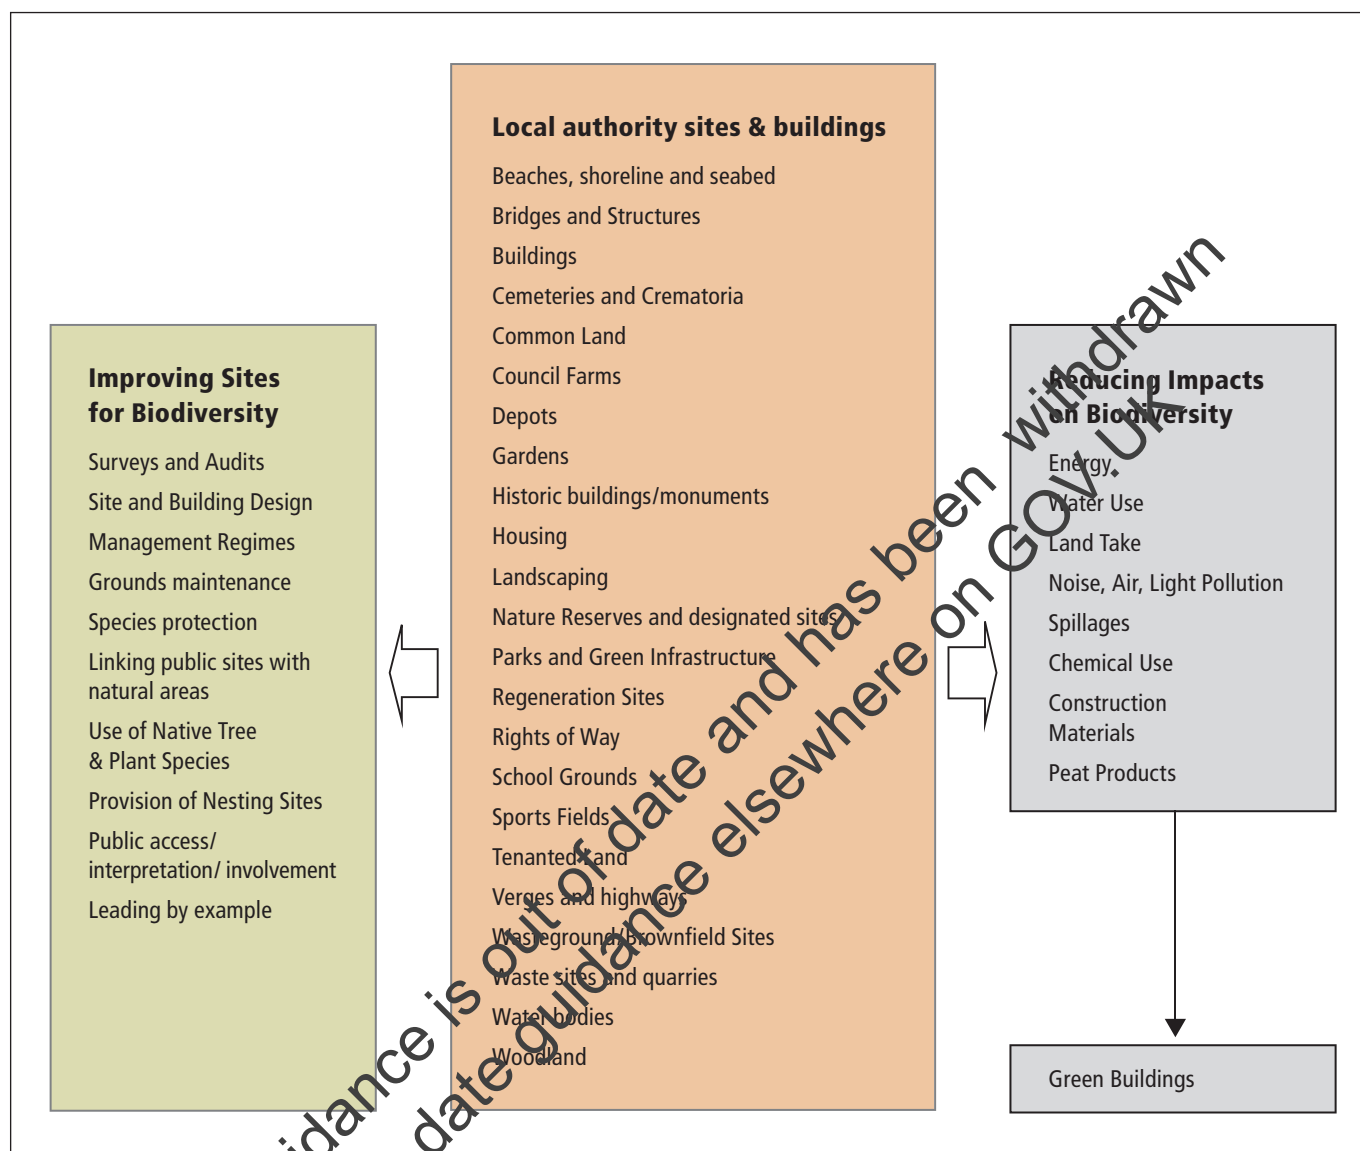 Improving Sites
for Biodiversity
Surveys and Audits
Site and Building Design
Management Regimes
Grounds maintenance
Species protection
Linking public sites with
natural areas
Use of Native Tree
& Plant Species
Provision of Nesting Sites
Public access/
interpretation/ involvement
Leading by example
Local authority sites & buildings
Beaches, shoreline and seabed
Bridges and Structures
Buildings
Cemeteries and Crematoria
Common Land
Council Farms
Depots
Gardens
Historic buildings/monuments
Housing
Landscaping
Nature Reserves and designated sites
Parks and Green Infrastructure
Regeneration Sites
Rights of Way
School Grounds
Sports Fields
Tenanted Land
Verges and highways
Wasteground/Brownfield Sites
Waste sites and quarries
Water bodies
Woodland
Reducing Impacts
on Biodiversity
Energy
Water Use
Land Take
Noise, Air, Light Pollution
Spillages
Chemical Use
Construction
Materials
Peat Products
Green Buildings
is out of date and has been withdrawn
date guidance elsewhere on GOV.UK